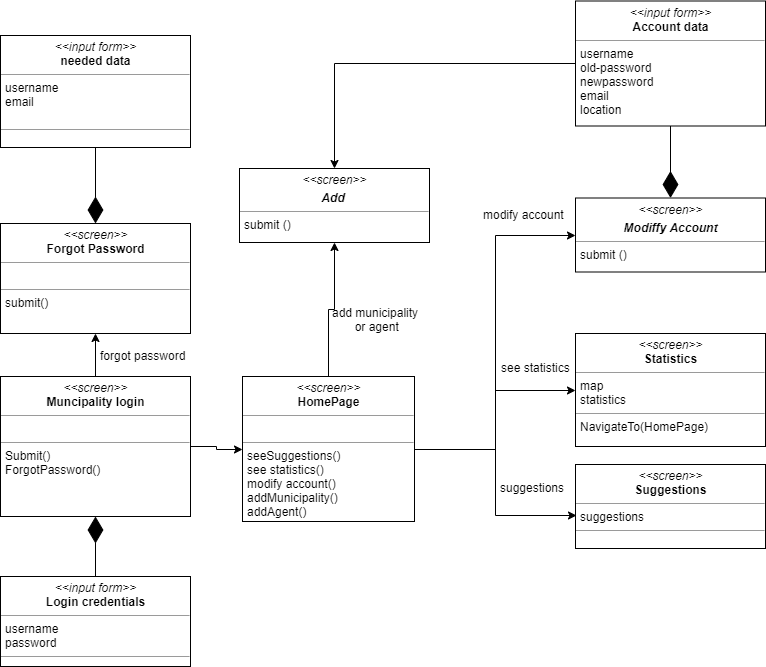 <<input form>>
Account data
username
old-password
newpassword
email
location
<<input form>>
needed data
username
email
<<screen>>
Add
submit ()
<<screen>>
Modiffy Account
submit ()
modify account
<<screen>>
Forgot Password
submit()
add municipality
or agent
forgot password
see statistics
<<screen>>
Statistics
map
statistics
NavigateTo(HomePage)
<<screen>>
Muncipality login
Submit()
ForgotPassword()
<<screen>>
HomePage
seeSuggestions()
see statistics()
modify account()
addMunicipality()
addAgent()
suggestions
<<screen>>
Suggestions
suggestions
<<input form>>
Login credentials
username
password